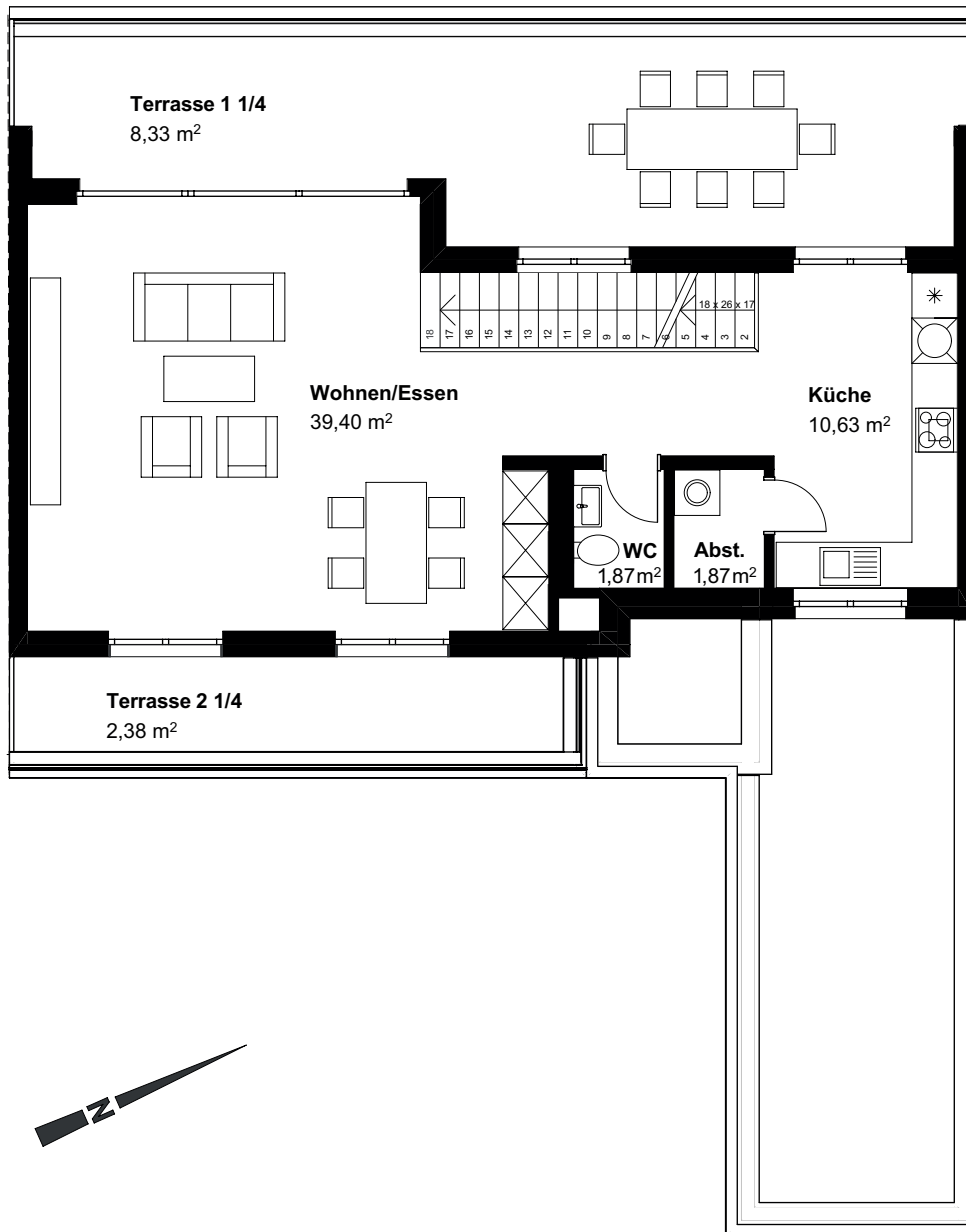 Terrasse 1 1/4
8,33 m²
18 x 26 x 17
18 17 16 15 14 13 12 11 10 9 8 7 6 5 4 3 2
Wohnen/Essen
39,40 m²
Küche
10,63 m²
WC
1,87m²
Abst.
1,87m²
Terrasse 2 1/4
2,38 m²
N